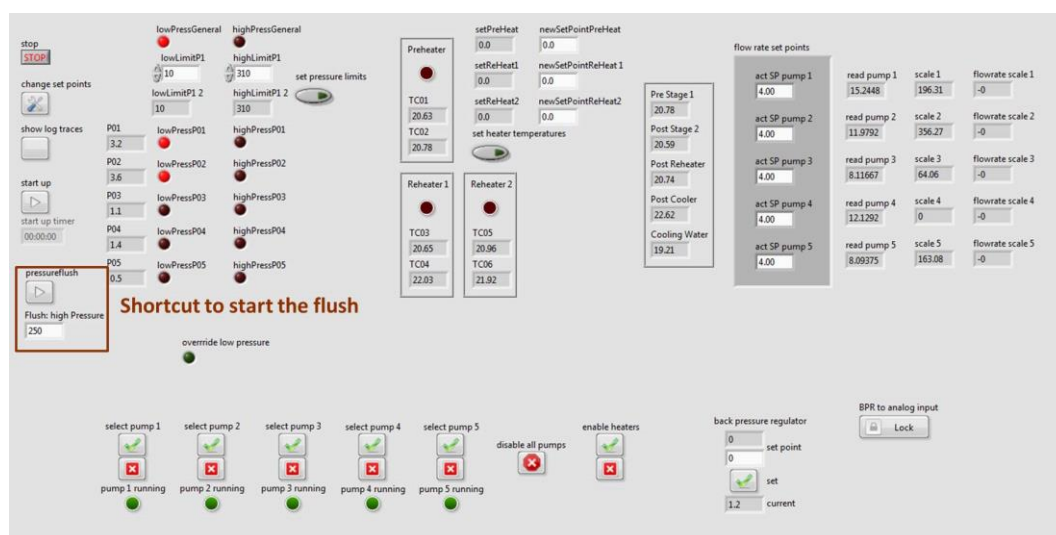 stop
STOP
change set points
show log traces
start up
start up timer
00:00:00
pressureflush
Flush: high Pressure
250
Shortcut to start the flush
lowPressGeneral highPressGeneral
lowLimitP1 highLimitP1
10 310
lowLimitP1 2 highLimitP1 2
10 310
set pressure limits
P01 lowPressP01 highPressP01
3.2
P02 lowPressP02 highPressP02
3.6
P03 lowPressP03 highPressP03
1.1
P04 lowPressP04 highPressP04
1.4
P05 lowPressP05 highPressP05
0.5
override low pressure
Preheater
TC01
20.63
TC02
20.78
setPreHeat newSetPointPreHeat
0.0 0.0
setReHeat1 newSetPointReHeat 1
0.0 0.0
setReHeat2 newSetPointReHeat2
0.0 0.0
set heater temperatures
Reheater 1
TC03
20.65
TC04
22.03
Reheater 2
TC05
20.96
TC06
21.92
Pre Stage 1
20.78
Post Stage 2
20.59
Post Reheater
20.74
Post Cooler
22.62
Cooling Water
19.21
flow rate set points
act SP pump 1 read pump 1 scale 1 flowrate scale 1
4.00 15.2448 196.31 -0
act SP pump 2 read pump 2 scale 2 flowrate scale 2
4.00 11.9792 356.27 -0
act SP pump 3 read pump 3 scale 3 flowrate scale 3
4.00 8.11667 64.06 -0
act SP pump 4 read pump 4 scale 4 flowrate scale 4
4.00 12.1292 0 -0
act SP pump 5 read pump 5 scale 5 flowrate scale 5
4.00 8.09375 163.08 -0
select pump 1 select pump 2 select pump 3 select pump 4 select pump 5
pump 1 running pump 2 running pump 3 running pump 4 running pump 5 running
disable all pumps
enable heaters
back pressure regulator
0
set point
0
set
1.2 current
BPR to analog input
Lock